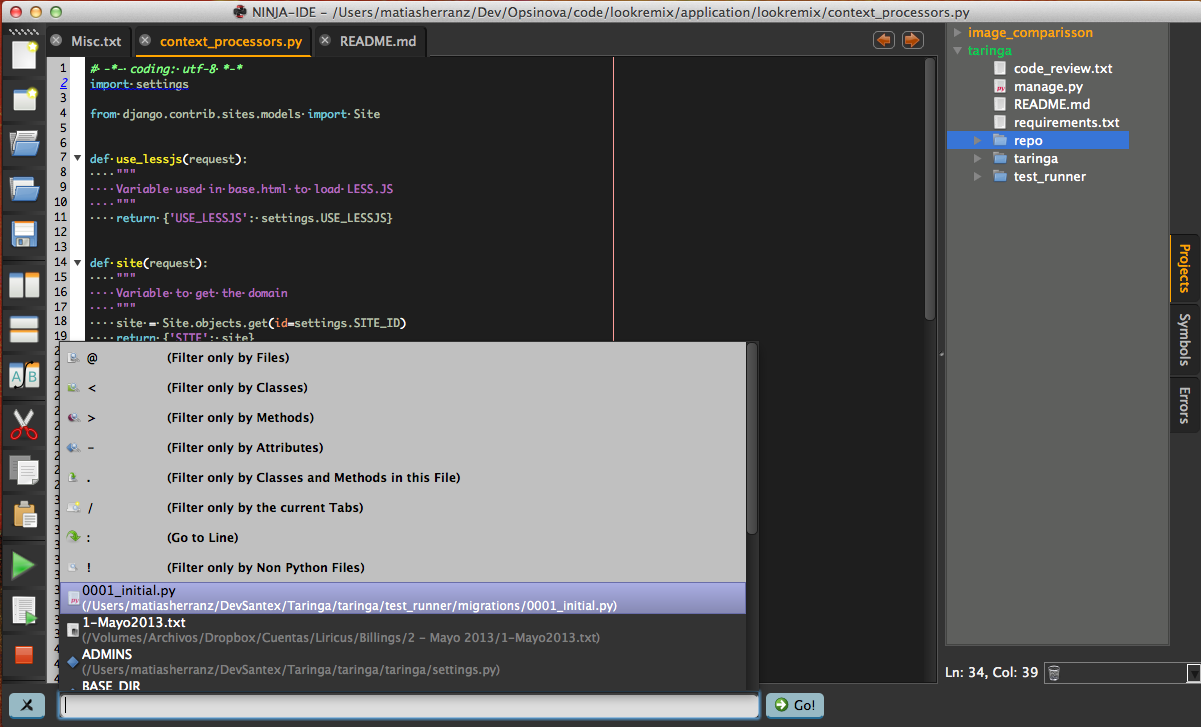 NINJA-IDE - /Users/matiasherranz/Dev/Opsinova/code/lookremix/application/lookremix/context_processors.py
Misc.txt
context_processors.py
README.md
1 # -*- coding: utf-8 *-*
2 import settings
3
4 from django.contrib.sites.models import Site
5
6
7 def use_lessjs(request):
8 """
9 Variable used in base.html to load LESS.JS
10 """
11 return {'USE_LESSJS': settings.USE_LESSJS}
12
13
14 def site(request):
15 """
16 Variable to get the domain
17 """
18 site = Site.objects.get(id=settings.SITE_ID)
19 return {'SITE': site}
@ (Filter only by Files)
< (Filter only by Classes)
> (Filter only by Methods)
- (Filter only by Attributes)
. (Filter only by Classes and Methods in this File)
/ (Filter only by the current Tabs)
: (Go to Line)
! (Filter only by Non Python Files)
0001_initial.py
(/Users/matiasherranz/DevSantex/Taringa/taringa/test_runner/migrations/0001_initial.py)
1-Mayo2013.txt
(/Volumes/Archivos/Dropbox/Cuentas/Liricus/Billings/2 - Mayo 2013/1-Mayo2013.txt)
ADMINS
(/Users/matiasherranz/DevSantex/Taringa/taringa/taringa/settings.py)
BASE_DIR
Go!
image_comparisson
taringa
code_review.txt
manage.py
README.md
requirements.txt
repo
taringa
test_runner
Projects
Symbols
Errors
Ln: 34, Col: 39